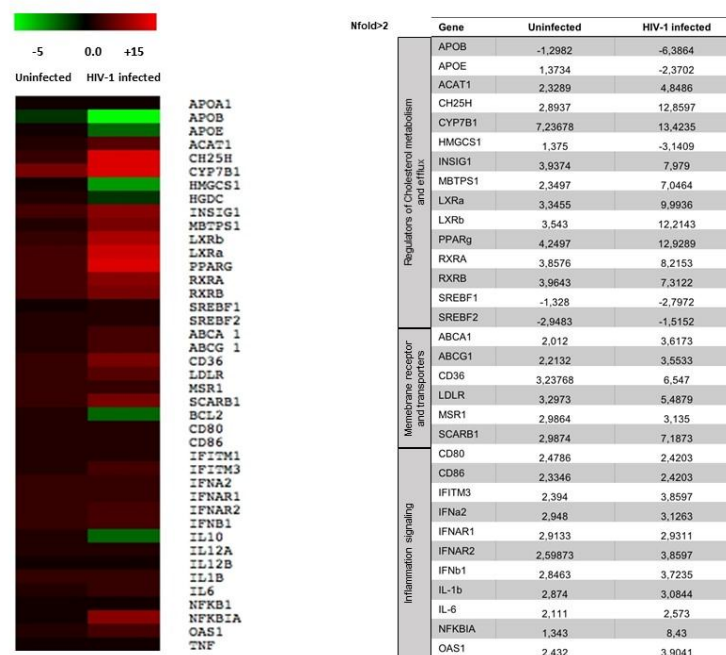 -5 0.0 +15
Uninfected HIV-1 infected
APOA1
APOB
APOE
ACAT1
CH25H
CYP7B1
HMGCS1
HGDC
INSIG1
MBTPS1
LXRb
LXRa
PPARG
RXRA
RXRB
SREBF1
SREBF2
ABCA 1
ABCG 1
CD36
LDLR
MSR1
SCARB1
BCL2
CD80
CD86
IFITM1
IFITM3
IFNA2
IFNAR1
IFNAR2
IFNB1
IL10
IL12A
IL12B
IL1B
IL6
NFKB1
NFKBIA
OAS1
TNF
Nfold>2
Gene Uninfected HIV-1 infected
Regulators of Cholesterol metabolism
and efflux
APOB -1,2982 -6,3864
APOE 1,3734 -2,3702
ACAT1 2,3289 4,8486
CH25H 2,8937 12,8597
CYP7B1 7,23678 13,4235
HMGCS1 1,375 -3,1409
INSIG1 3,9374 7,979
MBTPS1 2,3497 7,0464
LXRa 3,3455 9,9936
LXRb 3,543 12,2143
PPARg 4,2497 12,9289
RXRA 3,8576 8,2153
RXRB 3,9643 7,3122
SREBF1 -1,328 -2,7972
SREBF2 -2,9483 -1,5152
Memebrane receptor
and transporters
ABCA1 2,012 3,6173
ABCG1 2,2132 3,5533
CD36 3,23768 6,547
LDLR 3,2973 5,4879
MSR1 2,9864 3,135
SCARB1 2,9874 7,1873
Inflammation signaling
CD80 2,4786 2,4203
CD86 2,3346 2,4203
IFITM3 2,394 3,8597
IFNa2 2,948 3,1263
IFNAR1 2,9133 2,9311
IFNAR2 2,59873 3,8597
IFNb1 2,8463 3,7235
IL-1b 2,874 3,0844
IL-6 2,111 2,573
NFKBIA 1,343 8,43
OAS1 2,432 3,9041